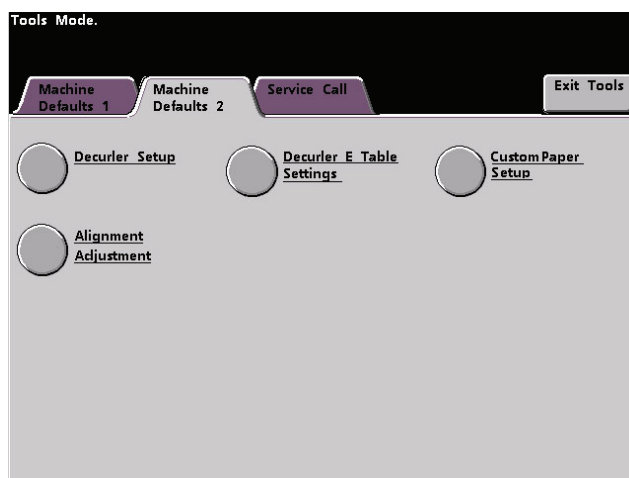 Tools Mode.
Machine
Defaults 1
Machine
Defaults 2
Service Call
Exit Tools
Decurler Setup
Decurler E Table
Settings
Custom Paper
Setup
Alignment
Adjustment